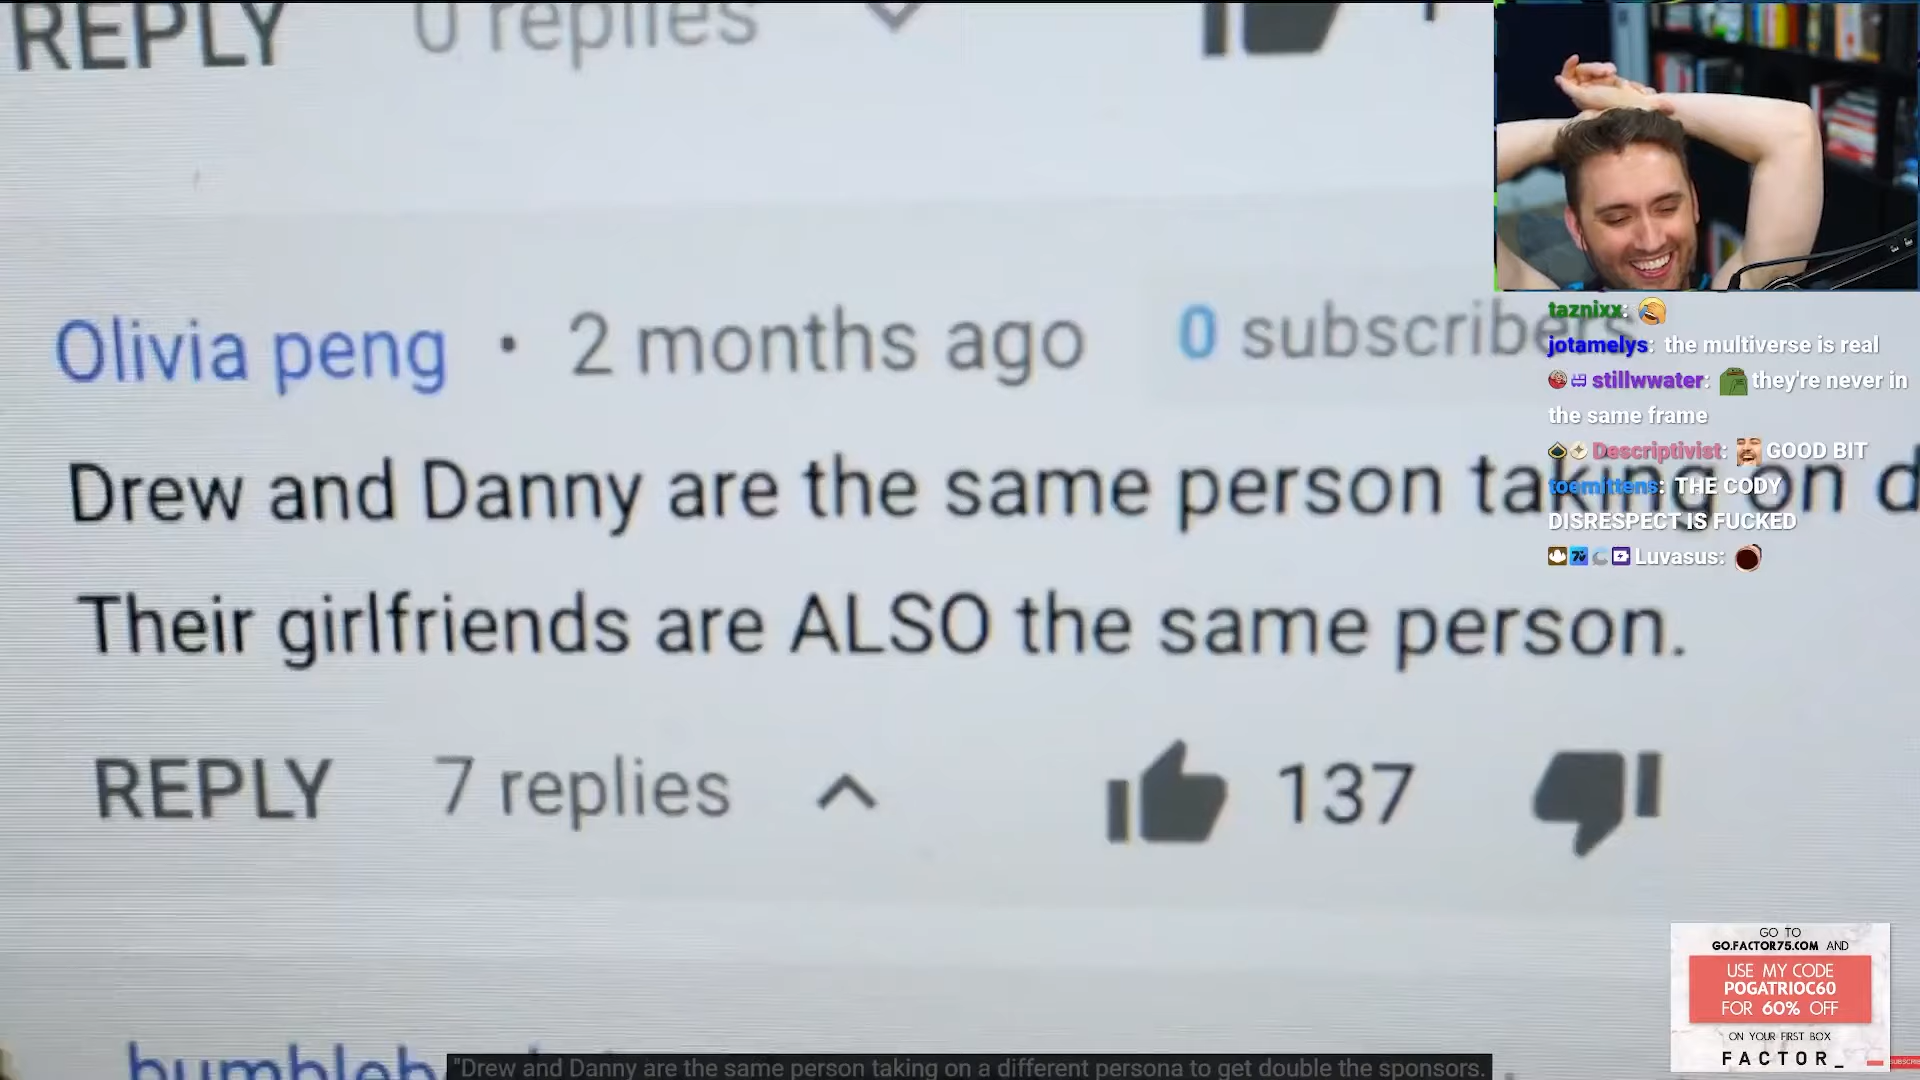 REPLY 0 replies
Olivia peng • 2 months ago 0 subscribers
Drew and Danny are the same person taking on d
Their girlfriends are ALSO the same person.
REPLY 7 replies 137
taznixx:
jotamelys: the multiverse is real
stillwwater: they're never in
the same frame
Descriptivist: GOOD BIT
toemittens: THE CODY
DISRESPECT IS FUCKED
Luvasus:
GO TO
GO.FACTOR75.COM AND
USE MY CODE
POGATRIOC60
FOR 60% OFF
ON YOUR FIRST BOX
FACTOR_
SUBSCRIBE
bumbleb
"Drew and Danny are the same person taking on a different persona to get double the sponsors.